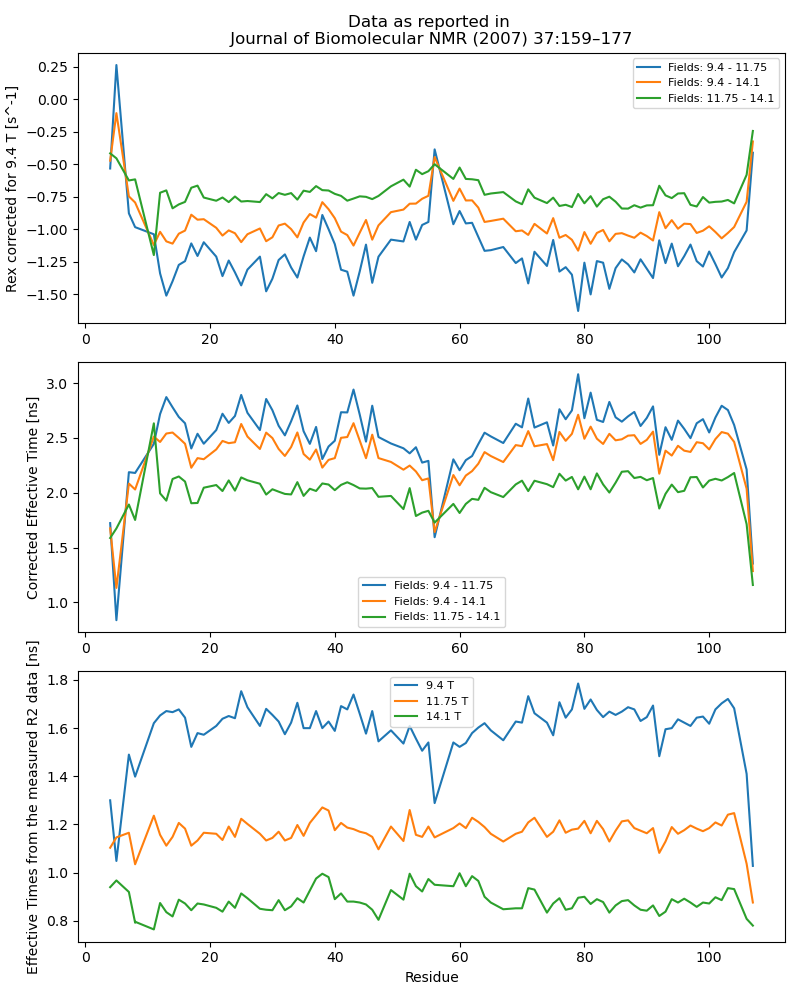 Data as reported in
Journal of Biomolecular NMR (2007) 37:159–177
Rex corrected for 9.4 T [s^-1]
0.25
0.00
−0.25
−0.50
−0.75
−1.00
−1.25
−1.50
Fields: 9.4 - 11.75
Fields: 9.4 - 14.1
Fields: 11.75 - 14.1
0 20 40 60 80 100
Corrected Effective Time [ns]
3.0
2.5
2.0
1.5
1.0
Fields: 9.4 - 11.75
Fields: 9.4 - 14.1
Fields: 11.75 - 14.1
0 20 40 60 80 100
Effective Times from the measured R2 data [ns]
1.8
1.6
1.4
1.2
1.0
0.8
9.4 T
11.75 T
14.1 T
0 20 40 60 80 100
Residue